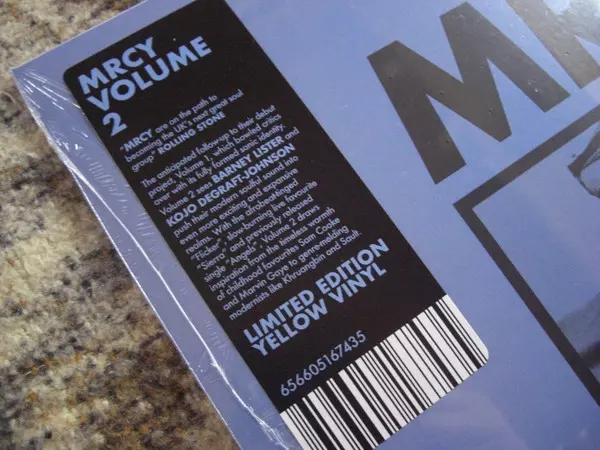 MRCY
VOLUME
2
"MRCY are on the path to
becoming the UK's next great soul
group" ROLLING STONE
The anticipated follow-up to their debut
project, Volume 1, which bowled critics
over with its fully formed sonic identity,
Volume 2 sees BARNEY LISTER and
KOJO DEGRAFT-JOHNSON
push their modern soulful sound into
even more exciting and expansive
realms. With the afrobeat-tinged
"Flicker", slow-burning live favourite
"Sierra", and previously released
single "Angels", Volume 2 draws
inspiration from the timeless warmth
of childhood favourites Sam Cooke
and Marvin Gaye to genre-melding
modernists like Khruangbin and Sault.
LIMITED EDITION
YELLOW VINYL
656605167435